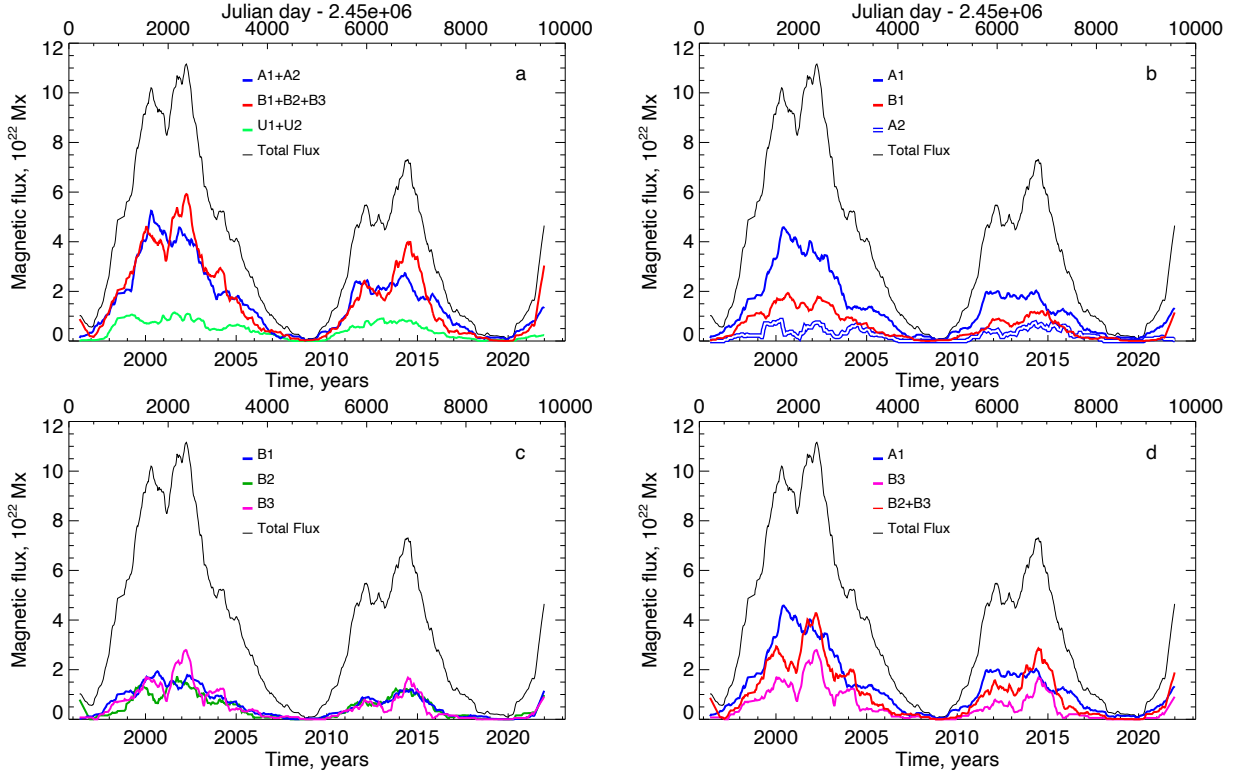 Julian day - 2.45e+06
0 2000 4000 6000 8000 10000
12
10
8
6
4
2
0
Magnetic flux, 10²² Mx
a
A1+A2
B1+B2+B3
U1+U2
Total Flux
2000 2005 2010 2015 2020
Time, years
Julian day - 2.45e+06
0 2000 4000 6000 8000 10000
12
10
8
6
4
2
0
Magnetic flux, 10²² Mx
b
A1
B1
A2
Total Flux
2000 2005 2010 2015 2020
Time, years
0 2000 4000 6000 8000 10000
12
10
8
6
4
2
0
Magnetic flux, 10²² Mx
c
B1
B2
B3
Total Flux
2000 2005 2010 2015 2020
Time, years
0 2000 4000 6000 8000 10000
12
10
8
6
4
2
0
Magnetic flux, 10²² Mx
d
A1
B3
B2+B3
Total Flux
2000 2005 2010 2015 2020
Time, years